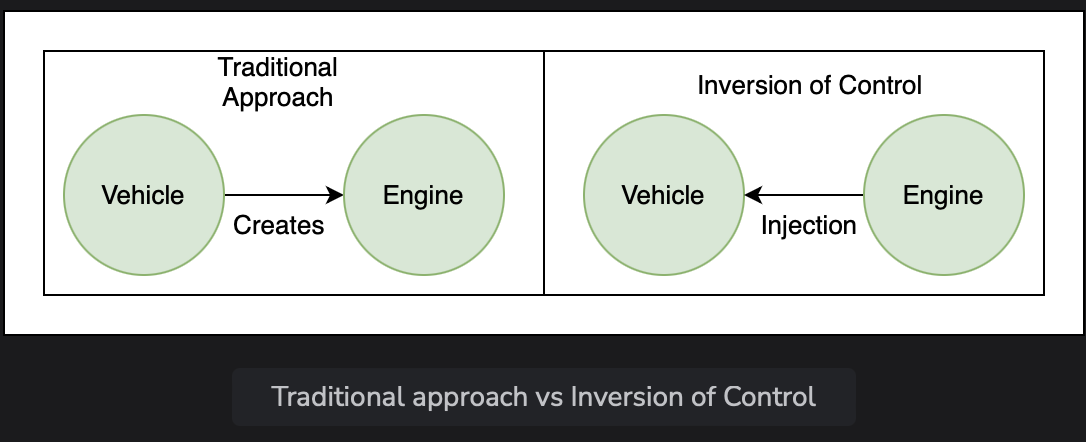 Traditional
Approach
Vehicle
Creates
Engine
Inversion of Control
Vehicle
Injection
Engine
Traditional approach vs Inversion of Control